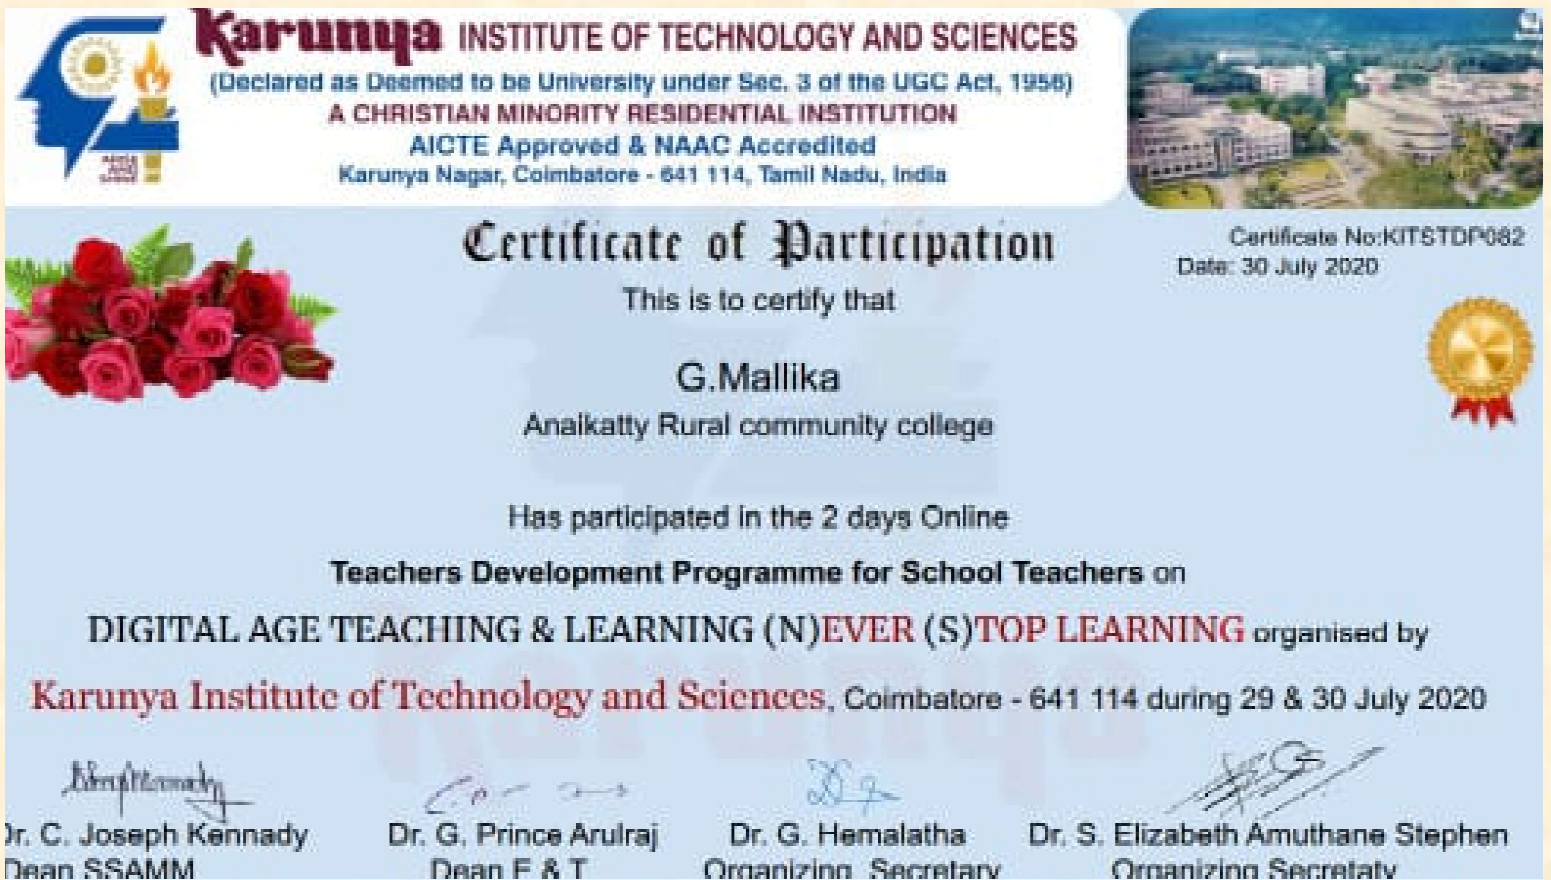 Karunya INSTITUTE OF TECHNOLOGY AND SCIENCES
(Declared as Deemed to be University under Sec. 3 of the UGC Act, 1956)
A CHRISTIAN MINORITY RESIDENTIAL INSTITUTION
AICTE Approved & NAAC Accredited
Karunya Nagar, Coimbatore - 641 114, Tamil Nadu, India
Certificate of Participation
Certificate No:KITSTDP082
Date: 30 July 2020
This is to certify that
G.Mallika
Anaikatty Rural community college
Has participated in the 2 days Online
Teachers Development Programme for School Teachers on
DIGITAL AGE TEACHING & LEARNING (N)EVER (S)TOP LEARNING organised by
Karunya Institute of Technology and Sciences, Coimbatore - 641 114 during 29 & 30 July 2020
Dr. C. Joseph Kennady
Dr. G. Prince Arulraj
Dr. G. Hemalatha
Dr. S. Elizabeth Amuthane Stephen
Dean SSAMM
Dean E & T
Organizing Secretary
Organizing Secretaty